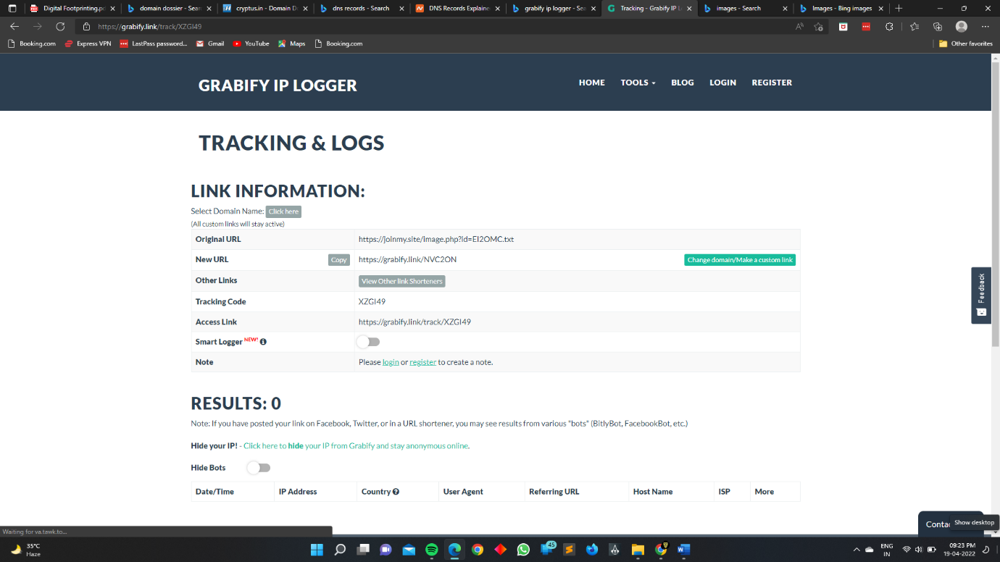 Digital Footprinting.pd
domain dossier - Sear
cryptus.in - Domain D
dns records - Search
DNS Records Explaine
grabify ip logger - Sea
Tracking - Grabify IP L
images - Search
Images - Bing images
https://grabify.link/track/XZGI49
Booking.com
Express VPN
LastPass password...
Gmail
YouTube
Maps
Booking.com
Other favorites
GRABIFY IP LOGGER
HOME
TOOLS
BLOG
LOGIN
REGISTER
TRACKING & LOGS
LINK INFORMATION:
Select Domain Name: Click here
(All custom links will stay active)
Original URL
https://joinmy.site/image.php?id=EI2OMC.txt
New URL
Copy
https://grabify.link/NVC2ON
Change domain/Make a custom link
Other Links
View Other link Shorteners
Tracking Code
XZGI49
Access Link
https://grabify.link/track/XZGI49
Smart Logger NEW!
Note
Please login or register to create a note.
Feedback
RESULTS: 0
Note: If you have posted your link on Facebook, Twitter, or in a URL shortener, you may see results from various "bots" (BitlyBot, FacebookBot, etc.)
Hide your IP! - Click here to hide your IP from Grabify and stay anonymous online.
Hide Bots
Date/Time
IP Address
Country
User Agent
Referring URL
Host Name
ISP
More
Contac
Show desktop
Waiting for va.tawk.to...
35°C
Haze
45
ENG
IN
09:23 PM
19-04-2022